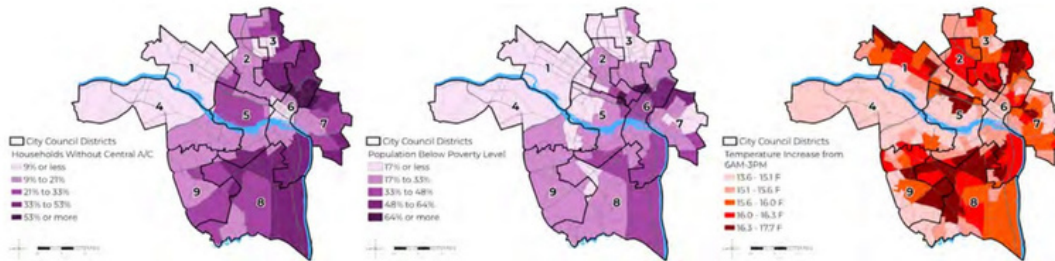 1
2
3
4
5
6
7
8
9
City Council Districts
Households Without Central A/C
9% or less
9% to 21%
21% to 33%
33% to 53%
53% or more
1
2
3
4
5
6
7
8
9
City Council Districts
Population Below Poverty Level
17% or less
17% to 33%
33% to 48%
48% to 64%
64% or more
1
2
3
4
5
6
7
8
9
City Council Districts
Temperature Increase from
6AM-3PM
13.6 - 15.1 F
15.1 - 15.6 F
15.6 - 16.0 F
16.0 - 16.3 F
16.3 - 17.7 F